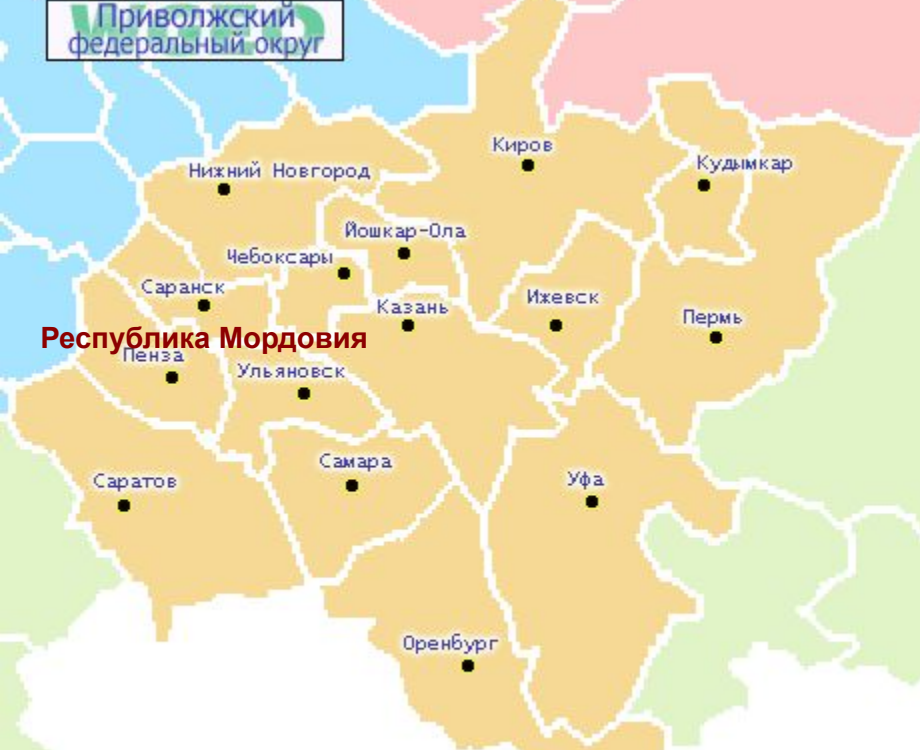 Приволжский
федеральный округ
Киров
Кудымкар
Нижний Новгород
Йошкар-Ола
Чебоксары
Саранск
Казань
Ижевск
Пермь
Республика Мордовия
Пенза
Ульяновск
Самара
Саратов
Уфа
Оренбург